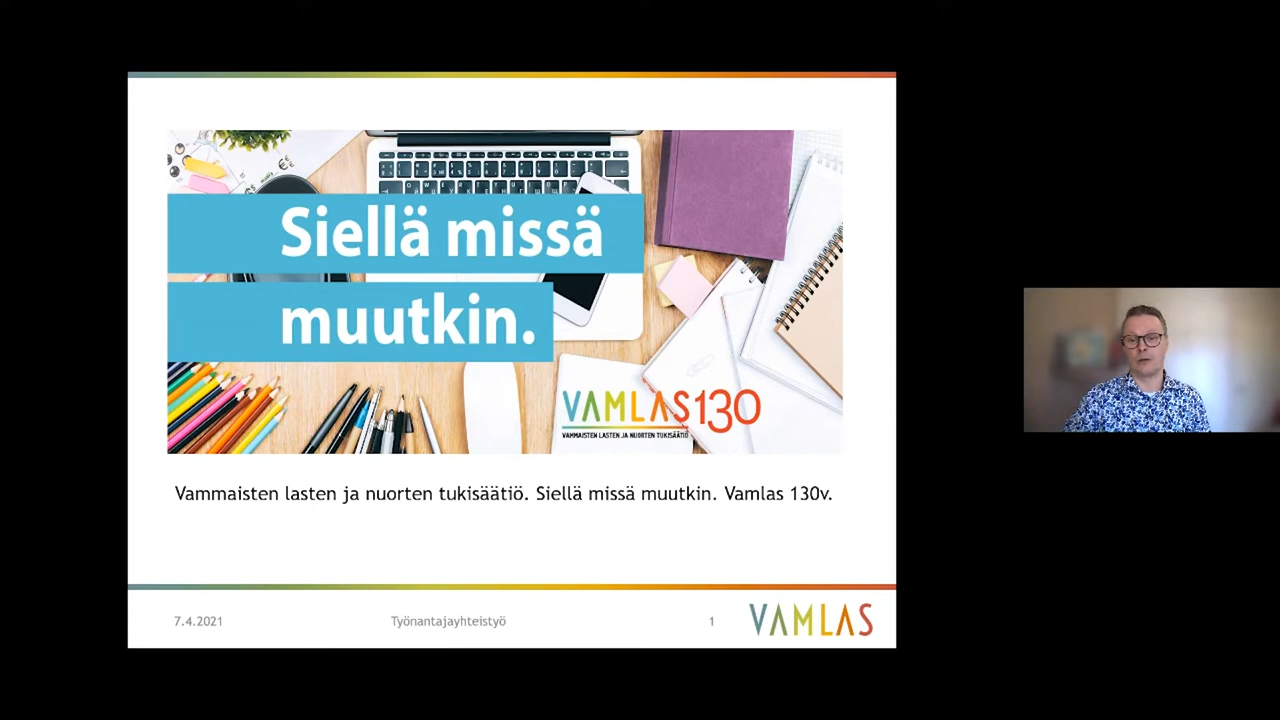 Siellä missä
muutkin.
VAMLAS130
VAMMAISTEN LASTEN JA NUORTEN TUKISÄÄTIÖ
Vammaisten lasten ja nuorten tukisäätiö. Siellä missä muutkin. Vamlas 130v.
7.4.2021 Työnantajayhteistyö 1 VAMLAS